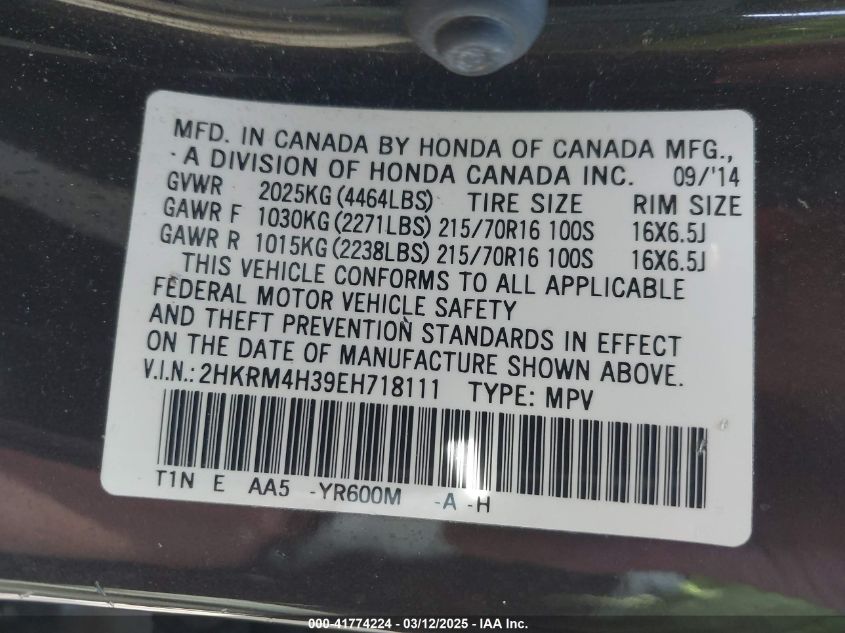 MFD. IN CANADA BY HONDA OF CANADA MFG.,
A DIVISION OF HONDA CANADA INC. 09/'14
GVWR 2025KG (4464LBS) TIRE SIZE RIM SIZE
GAWR F 1030KG (2271LBS) 215/70R16 100S 16X6.5J
GAWR R 1015KG (2238LBS) 215/70R16 100S 16X6.5J
THIS VEHICLE CONFORMS TO ALL APPLICABLE
FEDERAL MOTOR VEHICLE SAFETY
AND THEFT PREVENTION STANDARDS IN EFFECT
ON THE DATE OF MANUFACTURE SHOWN ABOVE.
V.I.N.: 2HKRM4H39EH718111 TYPE: MPV
T1N E AA5 -YR600M -A -H
000-41774224 - 03/12/2025 - IAA Inc.